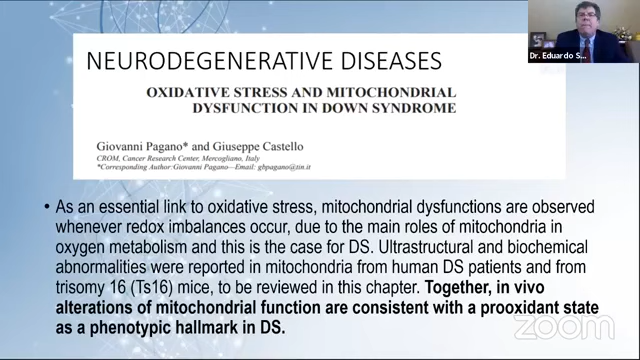 NEURODEGENERATIVE DISEASES
OXIDATIVE STRESS AND MITOCHONDRIAL
DYSFUNCTION IN DOWN SYNDROME
Giovanni Pagano* and Giuseppe Castello
CROM, Cancer Research Center, Mercogliano, Italy
*Corresponding Author:Giovanni Pagano—Email: gbpagano@tin.it
• As an essential link to oxidative stress, mitochondrial dysfunctions are observed
whenever redox imbalances occur, due to the main roles of mitochondria in
oxygen metabolism and this is the case for DS. Ultrastructural and biochemical
abnormalities were reported in mitochondria from human DS patients and from
trisomy 16 (Ts16) mice, to be reviewed in this chapter. Together, in vivo
alterations of mitochondrial function are consistent with a prooxidant state
as a phenotypic hallmark in DS.
Dr. Eduardo S...
zoom